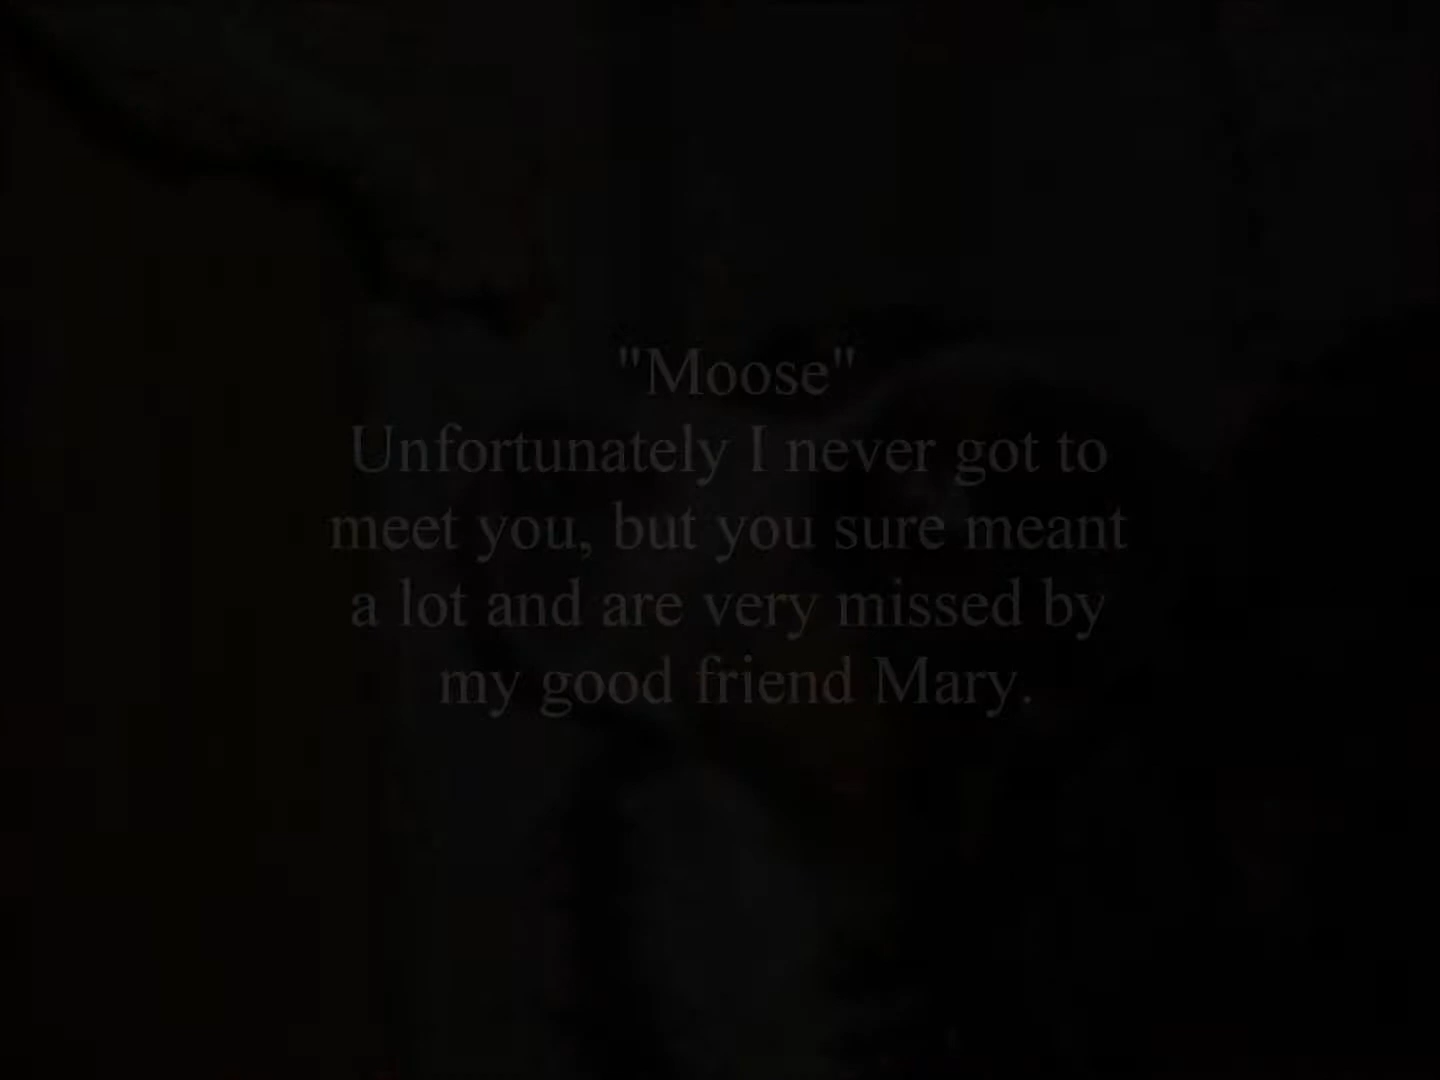 "Moose"
Unfortunately I never got to
meet you, but you sure meant
a lot and are very missed by
my good friend Mary.